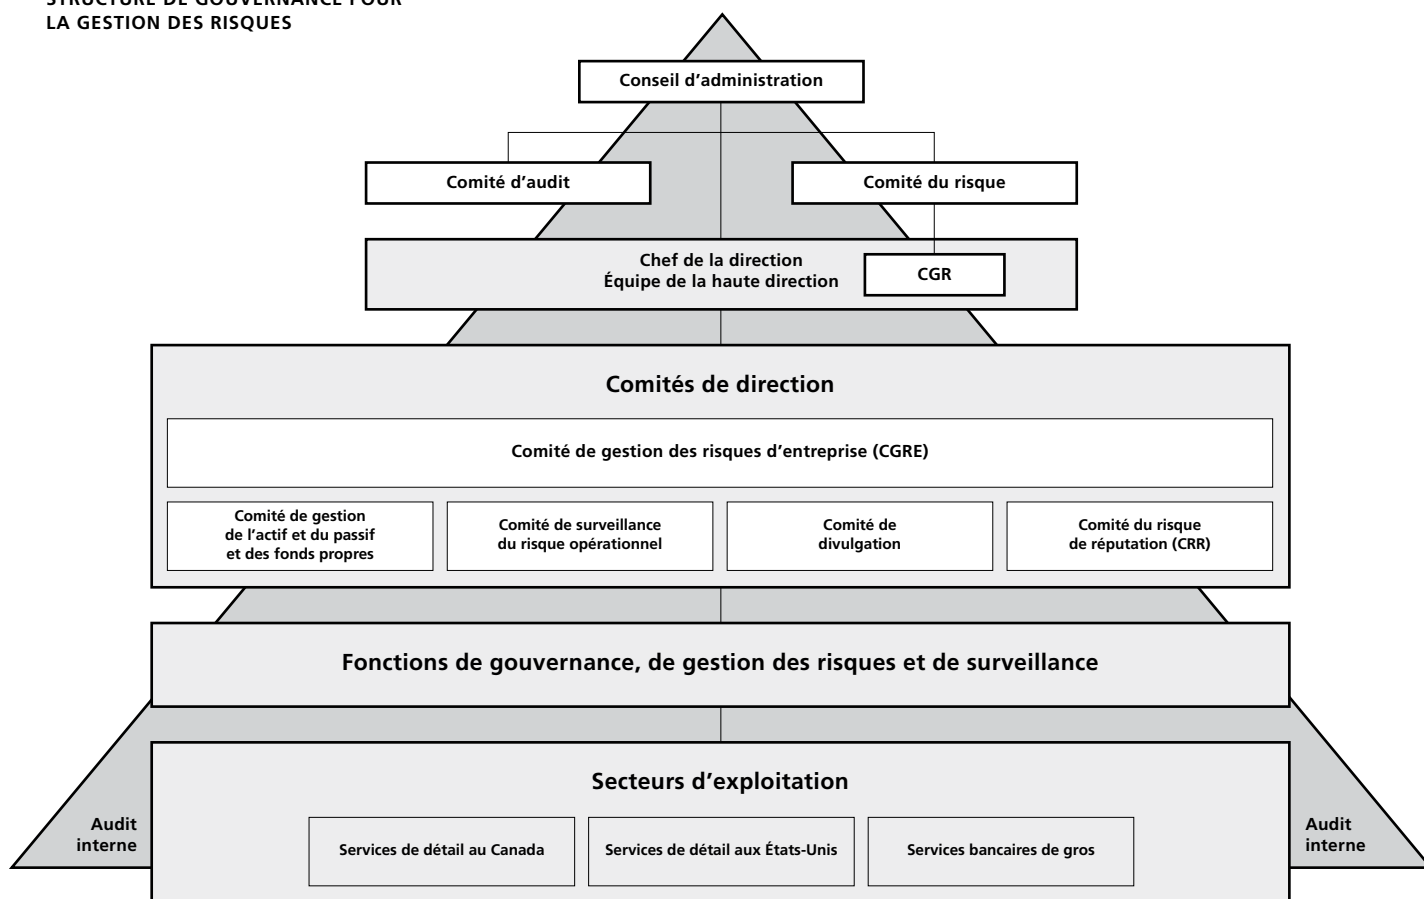 STRUCTURE DE GOUVERNANCE POUR
LA GESTION DES RISQUES
Conseil d’administration
Comité d’audit
Comité du risque
Chef de la direction
Équipe de la haute direction
CGR
Comités de direction
Comité de gestion des risques d’entreprise (CGRE)
Comité de gestion
de l’actif et du passif
et des fonds propres
Comité de surveillance
du risque opérationnel
Comité de
divulgation
Comité du risque
de réputation (CRR)
Fonctions de gouvernance, de gestion des risques et de surveillance
Secteurs d’exploitation
Audit
interne
Services de détail au Canada
Services de détail aux États-Unis
Services bancaires de gros
Audit
interne